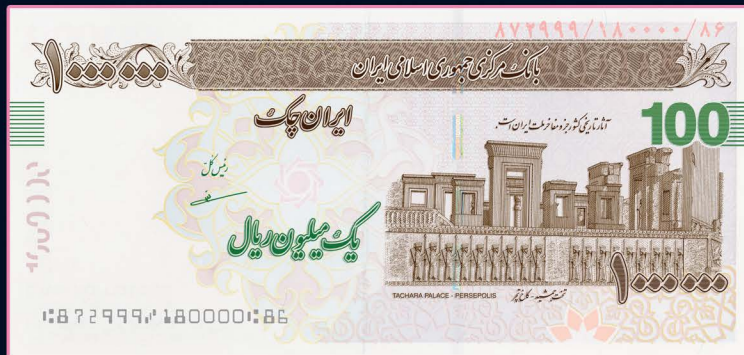 ۸۷۲۹۹۹/۱۸۰۰۰۰/۸۶
بانک مرکزی جمهوری اسلامی ایران
۱۰۰۰۰۰۰
ایران چک
آثار تاریخی کشور جزو مفاخر ملت ایران است.
100
رئیس کل
یک میلیون ریال
TACHARA PALACE - PERSEPOLIS تخت جمشید - کاخ تچر
۱۰۰۰۰۰۰
⑆872999⑈180000⑆86